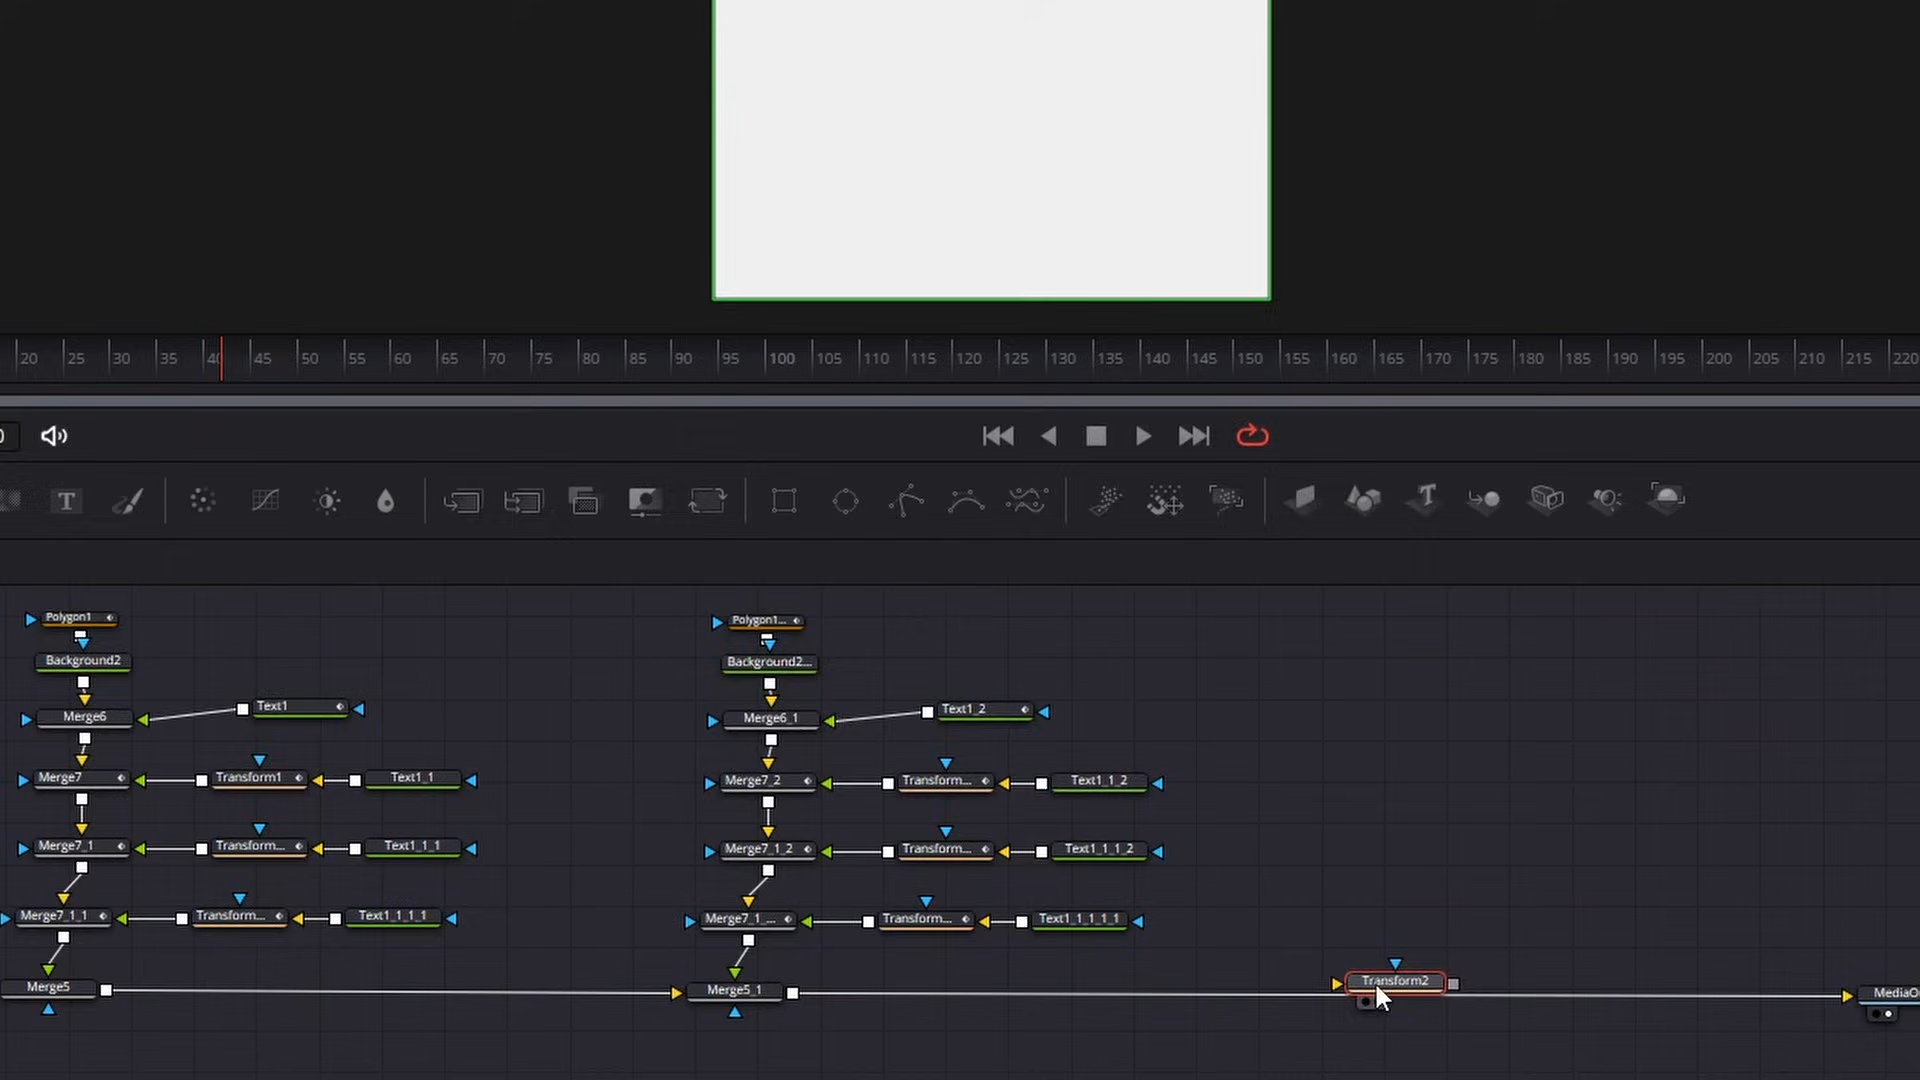 20 25 30 35 40 45 50 55 60 65 70 75 80 85 90 95 100 105 110 115 120 125 130 135 140 145 150 155 160 165 170 175 180 185 190 195 200 205 210 215 220
Polygon1
Polygon1...
Background2
Background2...
Merge6
Text1
Merge6_1
Text1_2
Merge7
Transform1
Text1_1
Merge7_2
Transform...
Text1_1_2
Merge7_1
Transform...
Text1_1_1
Merge7_1_2
Transform...
Text1_1_1_2
Merge7_1_1
Transform...
Text1_1_1_1
Merge7_1_...
Transform...
Text1_1_1_1_1
Merge5
Merge5_1
Transform2
MediaO